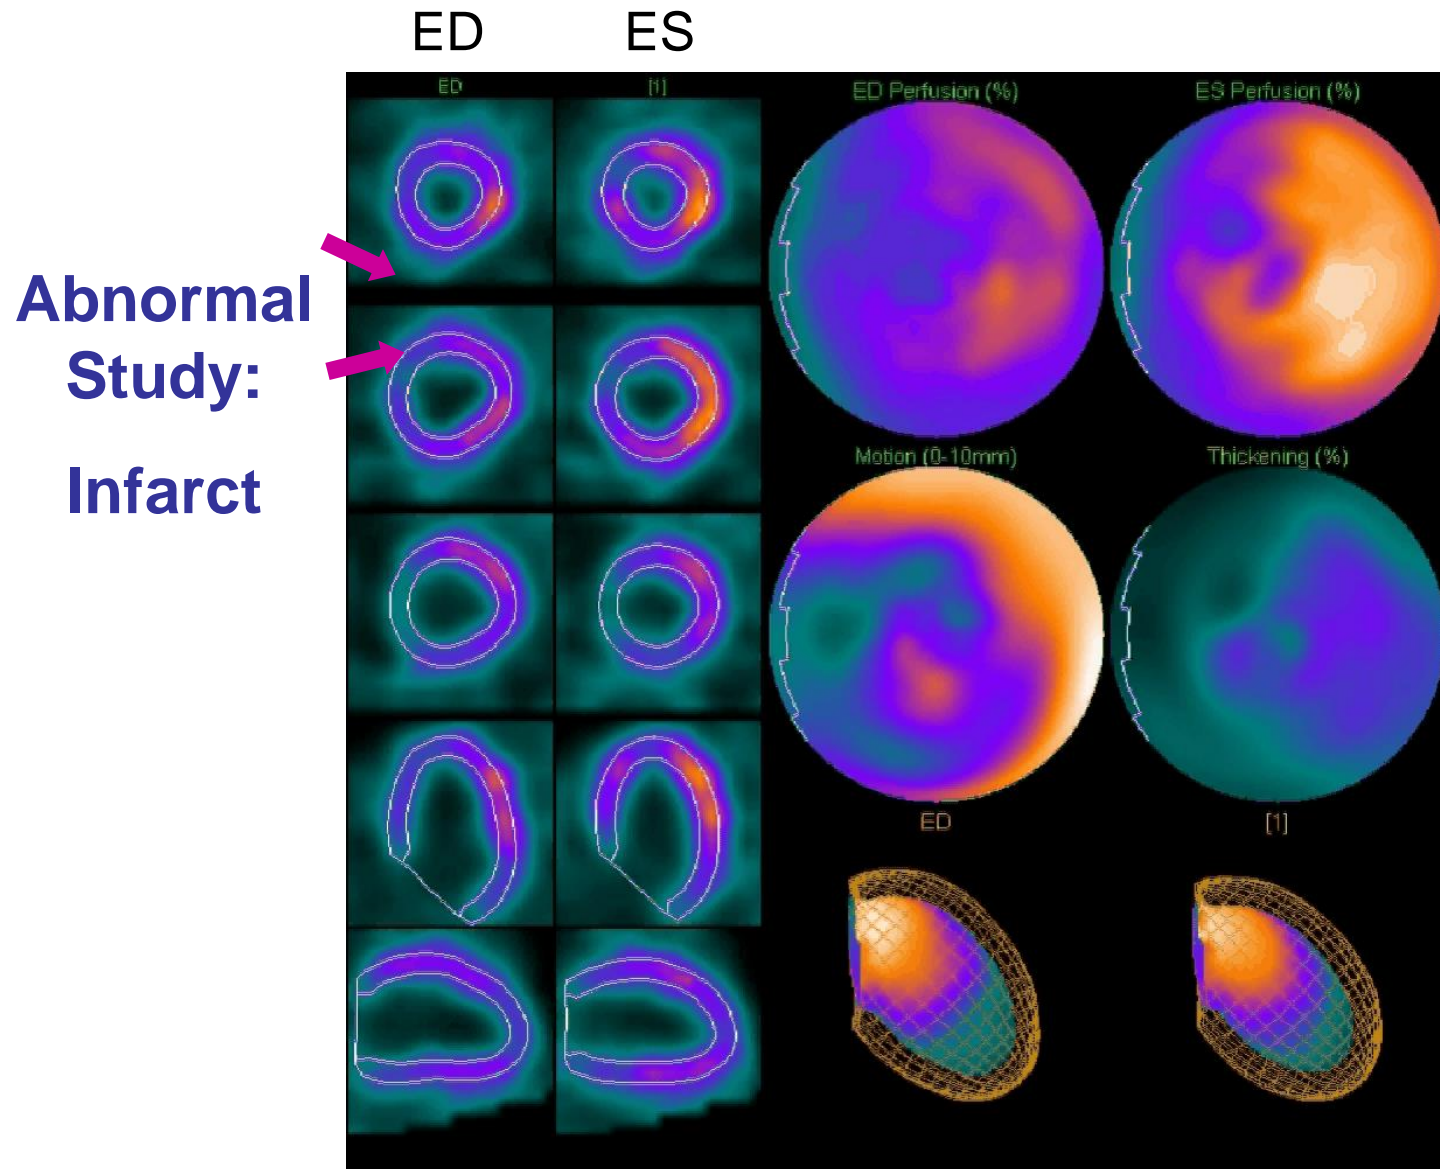 ED ES
ED [1] ED Perfusion (%) ES Perfusion (%)
Abnormal
Study:
Infarct
Motion (0-10mm) Thickening (%)
ED [1]